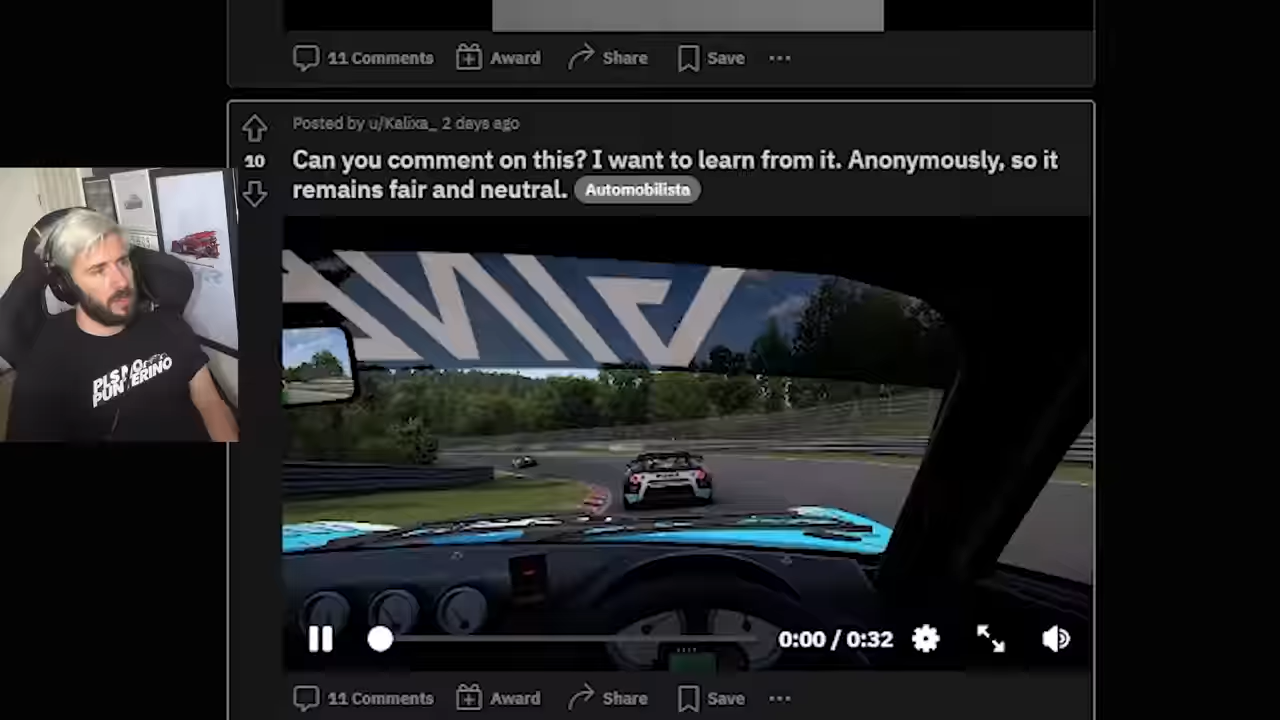 11 Comments Award Share Save
Posted by u/Kalixa_ 2 days ago
10
Can you comment on this? I want to learn from it. Anonymously, so it
remains fair and neutral. Automobilista
0:00 / 0:32
11 Comments Award Share Save